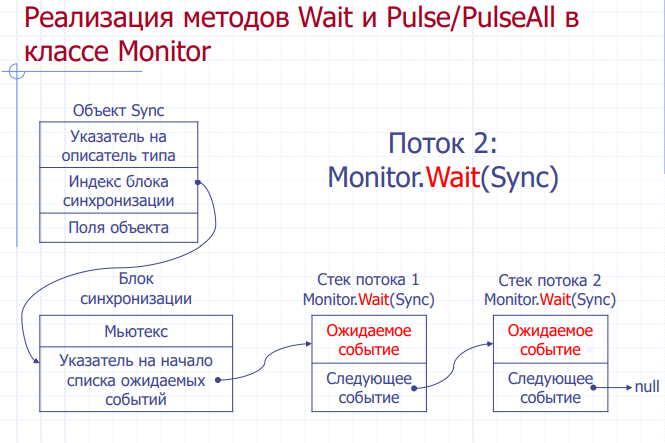 Реализация методов Wait и Pulse/PulseAll в
классе Monitor
Объект Sync
Указатель на
описатель типа
Индекс блока
синхронизации
Поля объекта
Поток 2:
Monitor.Wait(Sync)
Блок
синхронизации
Мьютекс
Указатель на начало
списка ожидаемых
событий
Стек потока 1
Monitor.Wait(Sync)
Ожидаемое
событие
Следующее
событие
Стек потока 2
Monitor.Wait(Sync)
Ожидаемое
событие
Следующее
событие
null